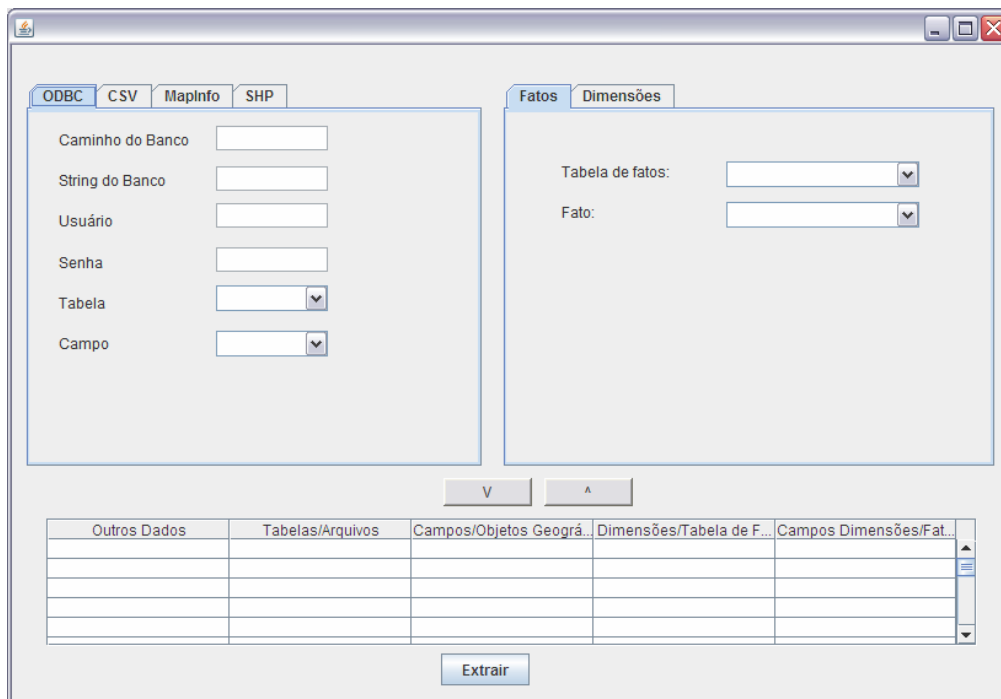 ODBC CSV MapInfo SHP
Caminho do Banco
String do Banco
Usuário
Senha
Tabela
Campo
Fatos Dimensões
Tabela de fatos:
Fato:
V ^
Outros Dados Tabelas/Arquivos Campos/Objetos Geográ... Dimensões/Tabela de F... Campos Dimensões/Fat...
Extrair